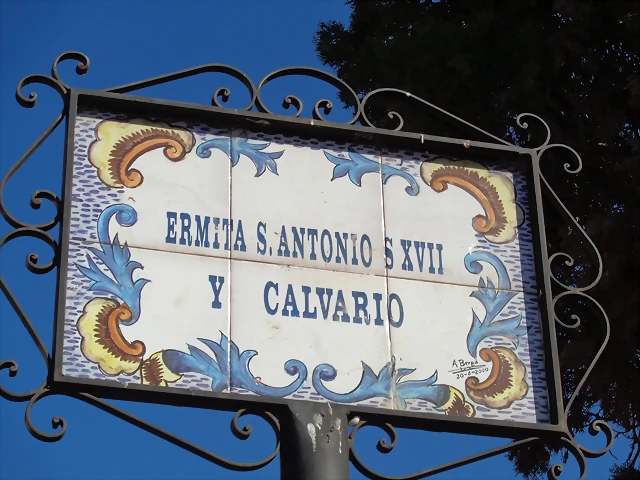 ERMITA S. ANTONIO S XVII
Y CALVARIO